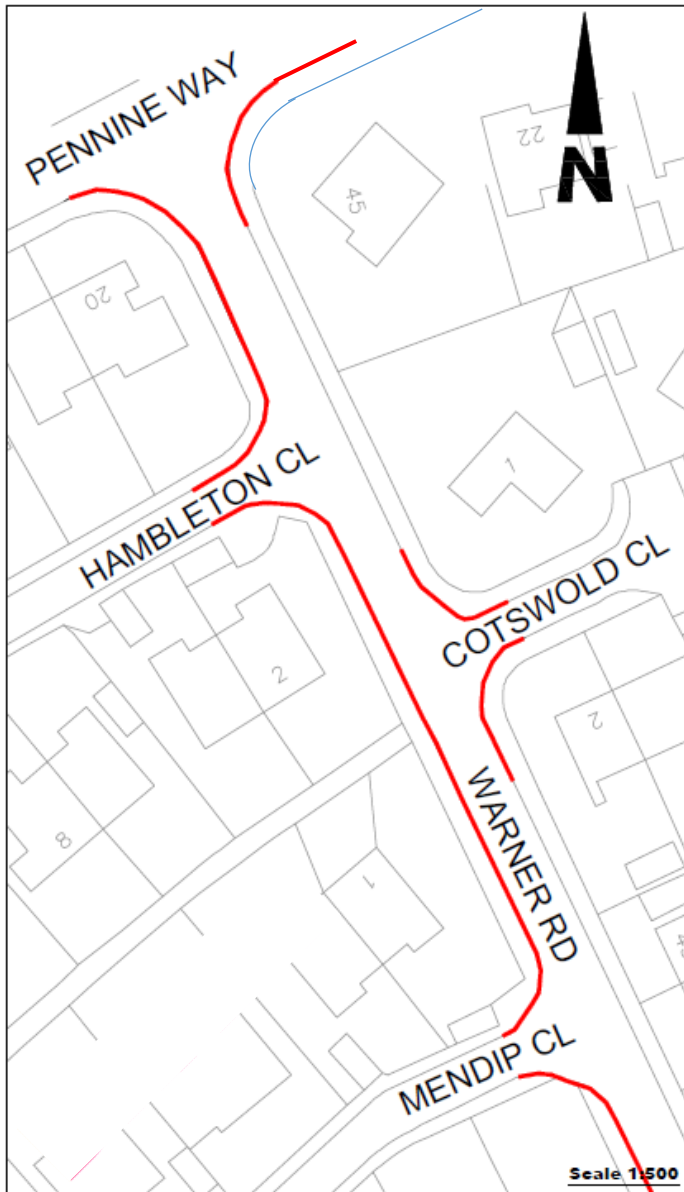 PENNINE WAY
22
N
45
20
HAMBLETON CL
1
COTSWOLD CL
2
2
WARNER RD
8
1
MENDIP CL
Scale 1:500